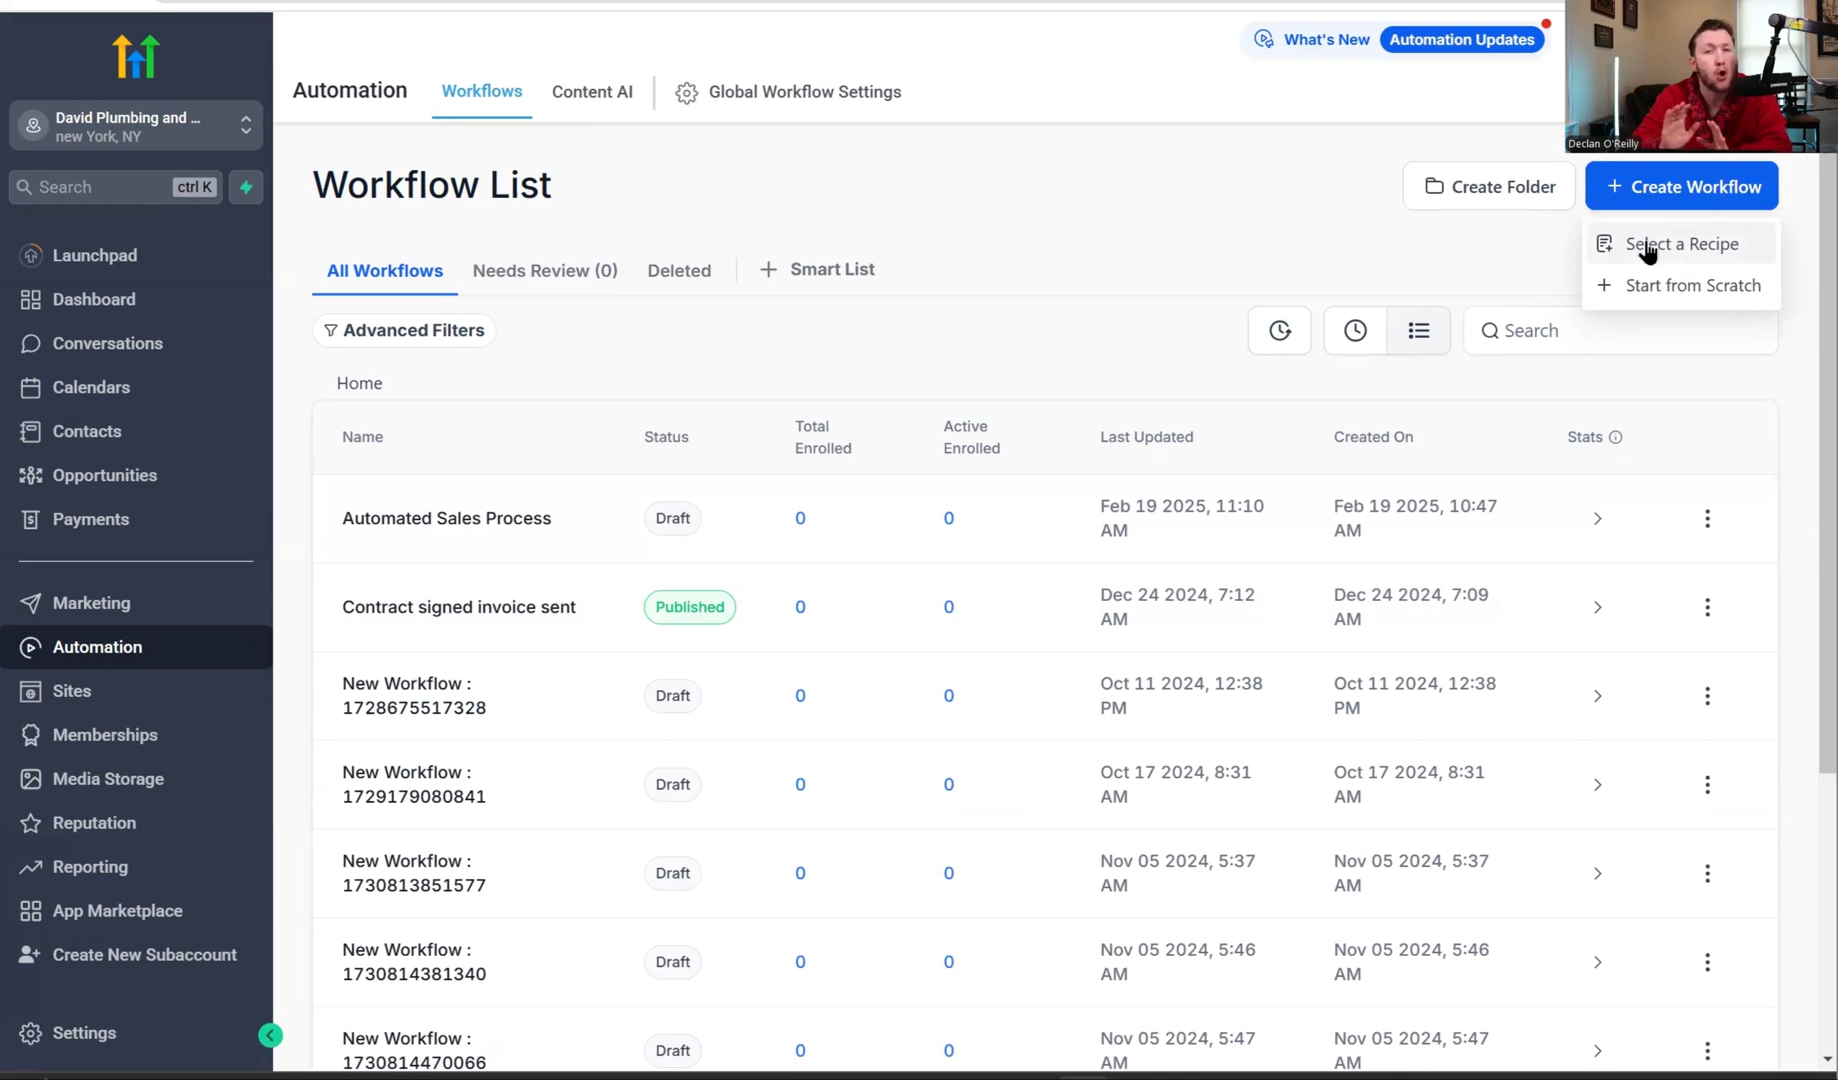 What's New
Automation Updates
Declan O'Reilly
Automation
Workflows
Content AI
Global Workflow Settings
David Plumbing and ...
new York, NY
Search
ctrl K
Launchpad
Dashboard
Conversations
Calendars
Contacts
Opportunities
Payments
Marketing
Automation
Sites
Memberships
Media Storage
Reputation
Reporting
App Marketplace
Create New Subaccount
Settings
Workflow List
Create Folder
+ Create Workflow
Select a Recipe
+ Start from Scratch
All Workflows
Needs Review (0)
Deleted
+ Smart List
Advanced Filters
Search
Home
Name
Status
Total
Enrolled
Active
Enrolled
Last Updated
Created On
Stats
Automated Sales Process
Draft
0
0
Feb 19 2025, 11:10
AM
Feb 19 2025, 10:47
AM
Contract signed invoice sent
Published
0
0
Dec 24 2024, 7:12
AM
Dec 24 2024, 7:09
AM
New Workflow :
1728675517328
Draft
0
0
Oct 11 2024, 12:38
PM
Oct 11 2024, 12:38
PM
New Workflow :
1729179080841
Draft
0
0
Oct 17 2024, 8:31
AM
Oct 17 2024, 8:31
AM
New Workflow :
1730813851577
Draft
0
0
Nov 05 2024, 5:37
AM
Nov 05 2024, 5:37
AM
New Workflow :
1730814381340
Draft
0
0
Nov 05 2024, 5:46
AM
Nov 05 2024, 5:46
AM
New Workflow :
1730814470066
Draft
0
0
Nov 05 2024, 5:47
AM
Nov 05 2024, 5:47
AM